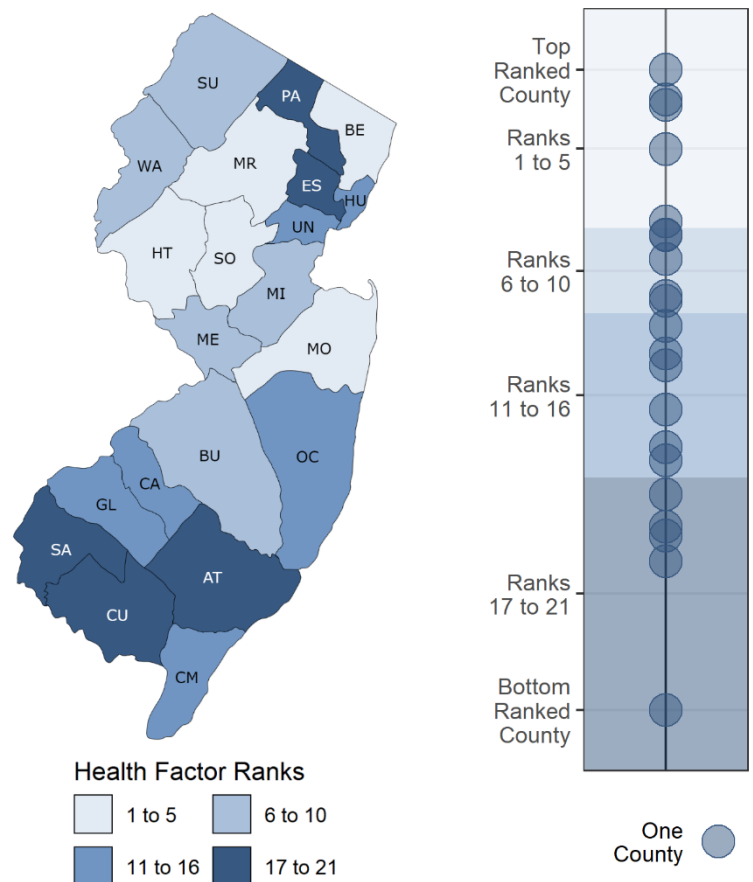 SU
PA
BE
WA
MR
ES
HU
UN
HT
SO
MI
ME
MO
BU
OC
CA
GL
SA
AT
CU
CM
Health Factor Ranks
1 to 5
6 to 10
11 to 16
17 to 21
Top
Ranked
County
Ranks
1 to 5
Ranks
6 to 10
Ranks
11 to 16
Ranks
17 to 21
Bottom
Ranked
County
One
County